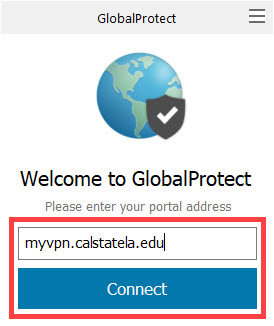 GlobalProtect
Welcome to GlobalProtect
Please enter your portal address
myvpn.calstatela.edu
Connect